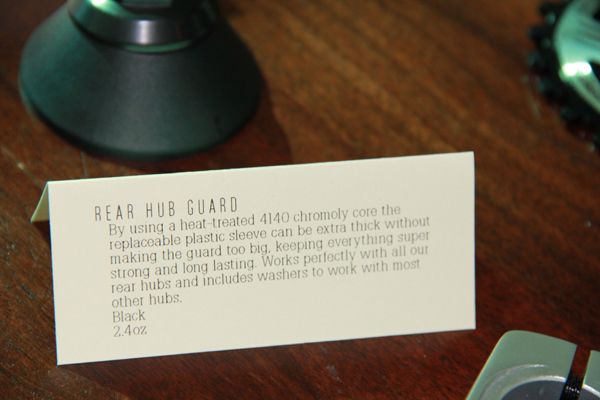 REAR HUB GUARD
By using a heat-treated 4140 chromoly core the
replaceable plastic sleeve can be extra thick without
making the guard too big, keeping everything super
strong and long lasting. Works perfectly with all our
rear hubs and includes washers to work with most
other hubs.
Black
2.4oz